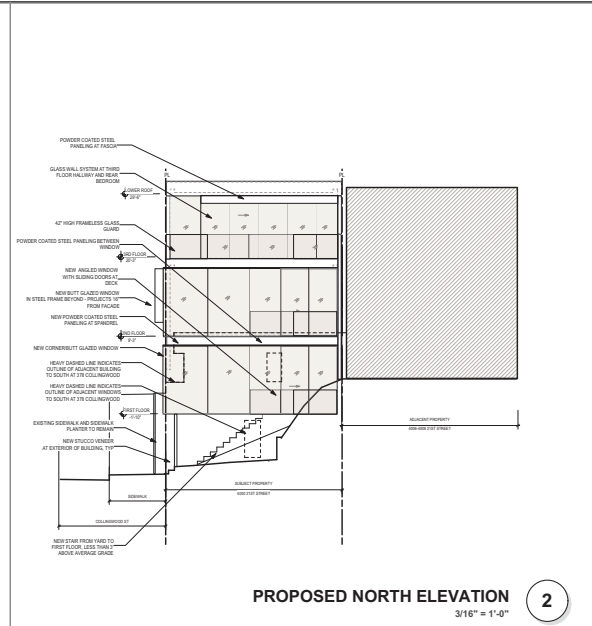 POWDER COATED STEEL
PANELING AT FASCIA
PL
PL
GLASS WALL SYSTEM AT THIRD
FLOOR HALLWAY AND REAR
BEDROOM
LOWER ROOF
42" HIGH FRAMELESS GLASS
GUARD
POWDER COATED STEEL PANELING BETWEEN
WINDOW
3RD FLOOR
NEW ANGLED WINDOW
WITH SLIDING DOORS AT
DECK
NEW BUTT GLAZED WINDOW
IN STEEL FRAME BEYOND - PROJECTS 16"
FROM FACADE
NEW POWDER COATED STEEL
PANELING AT SPANDREL
2ND FLOOR
NEW CORNER/BUTT GLAZED WINDOW
HEAVY DASHED LINE INDICATES
OUTLINE OF ADJACENT BUILDING
TO SOUTH AT 378 COLLINGWOOD
HEAVY DASHED LINE INDICATES
OUTLINE OF ADJACENT WINDOWS
TO SOUTH AT 378 COLLINGWOOD
FIRST FLOOR
EXISTING SIDEWALK AND SIDEWALK
PLANTER TO REMAIN
NEW STUCCO VENEER
AT EXTERIOR OF BUILDING, TYP
ADJACENT PROPERTY
21ST STREET
SUBJECT PROPERTY
21ST STREET
SIDEWALK
COLLINGWOOD ST
NEW STAIR FROM YARD TO
FIRST FLOOR, LESS THAN 3'
ABOVE AVERAGE GRADE
PROPOSED NORTH ELEVATION
2
3/16" = 1'-0"